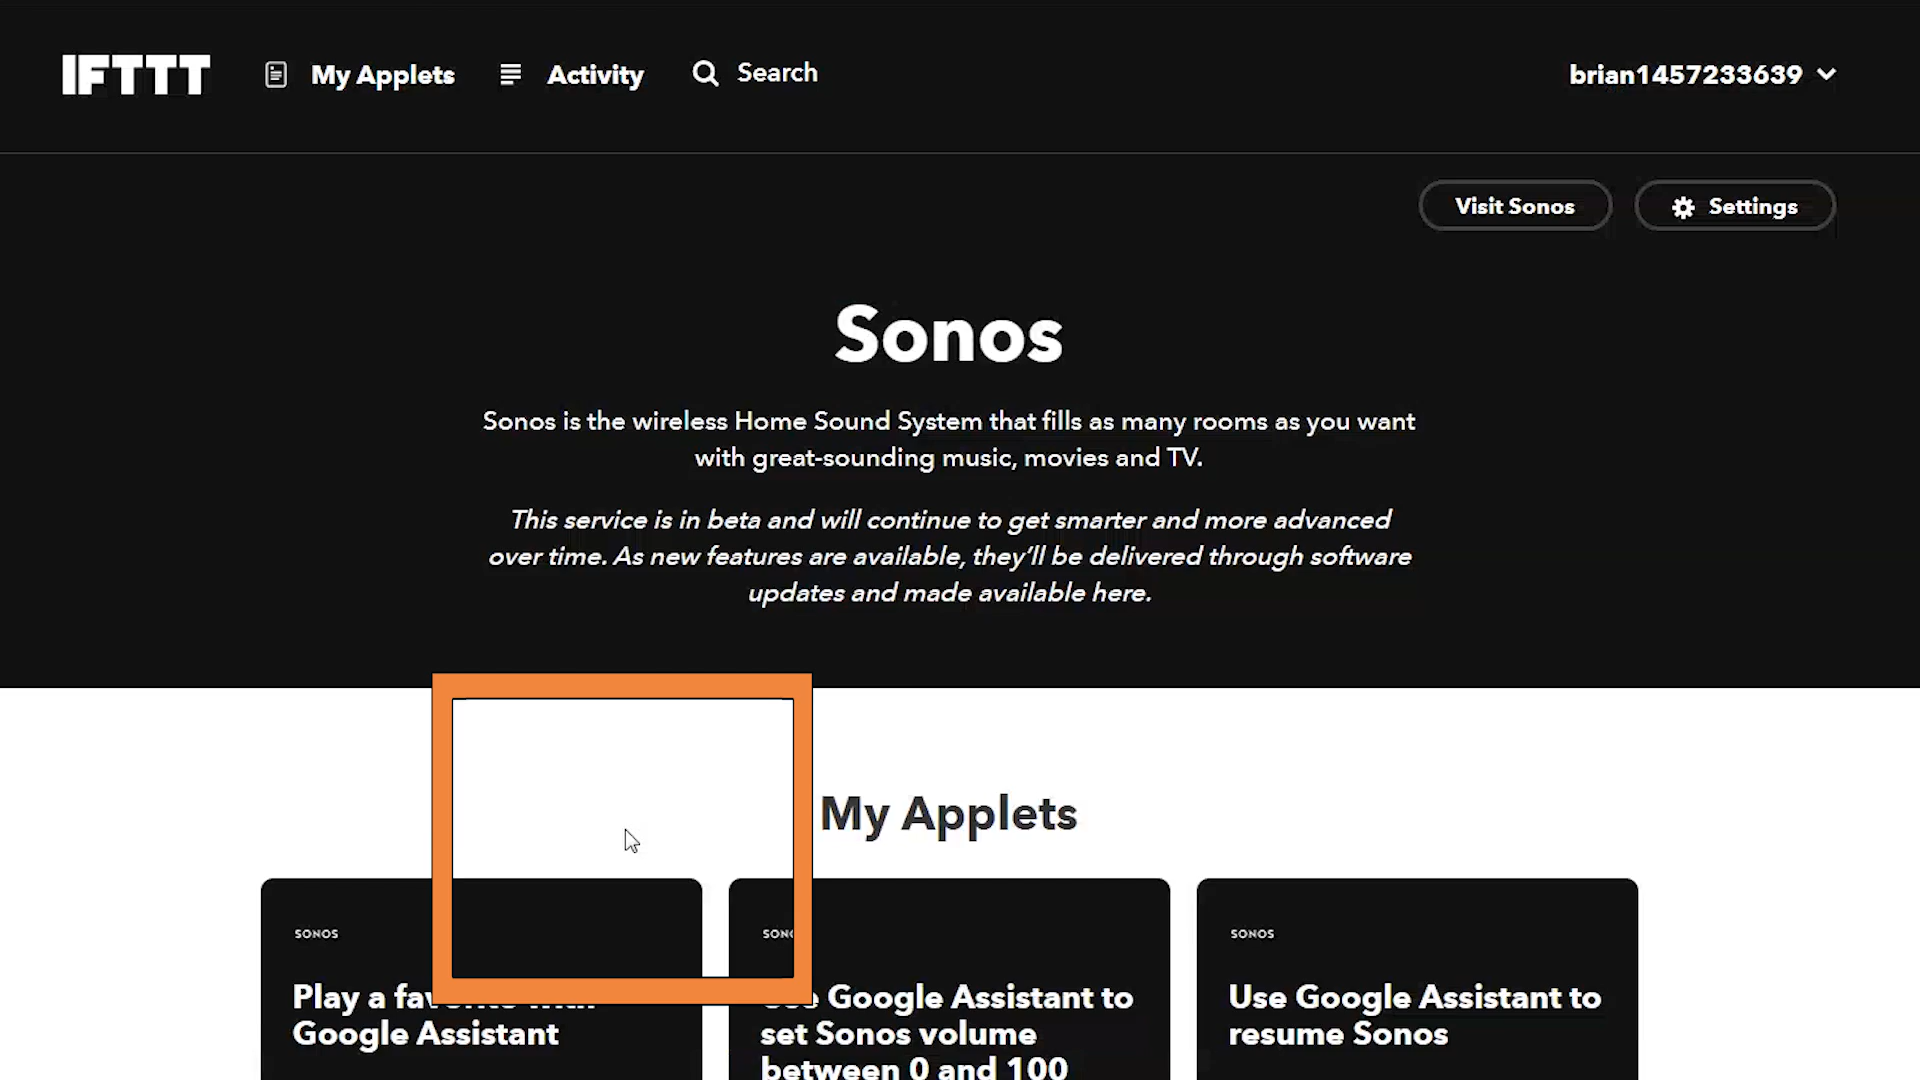 IFTTT My Applets Activity Search brian1457233639
Visit Sonos Settings
Sonos
Sonos is the wireless Home Sound System that fills as many rooms as you want
with great-sounding music, movies and TV.
This service is in beta and will continue to get smarter and more advanced
over time. As new features are available, they'll be delivered through software
updates and made available here.
My Applets
SONOS
Play a
Google Assistant
Google Assistant to
set Sonos volume
between 0 and 100
SONOS
Use Google Assistant to
resume Sonos